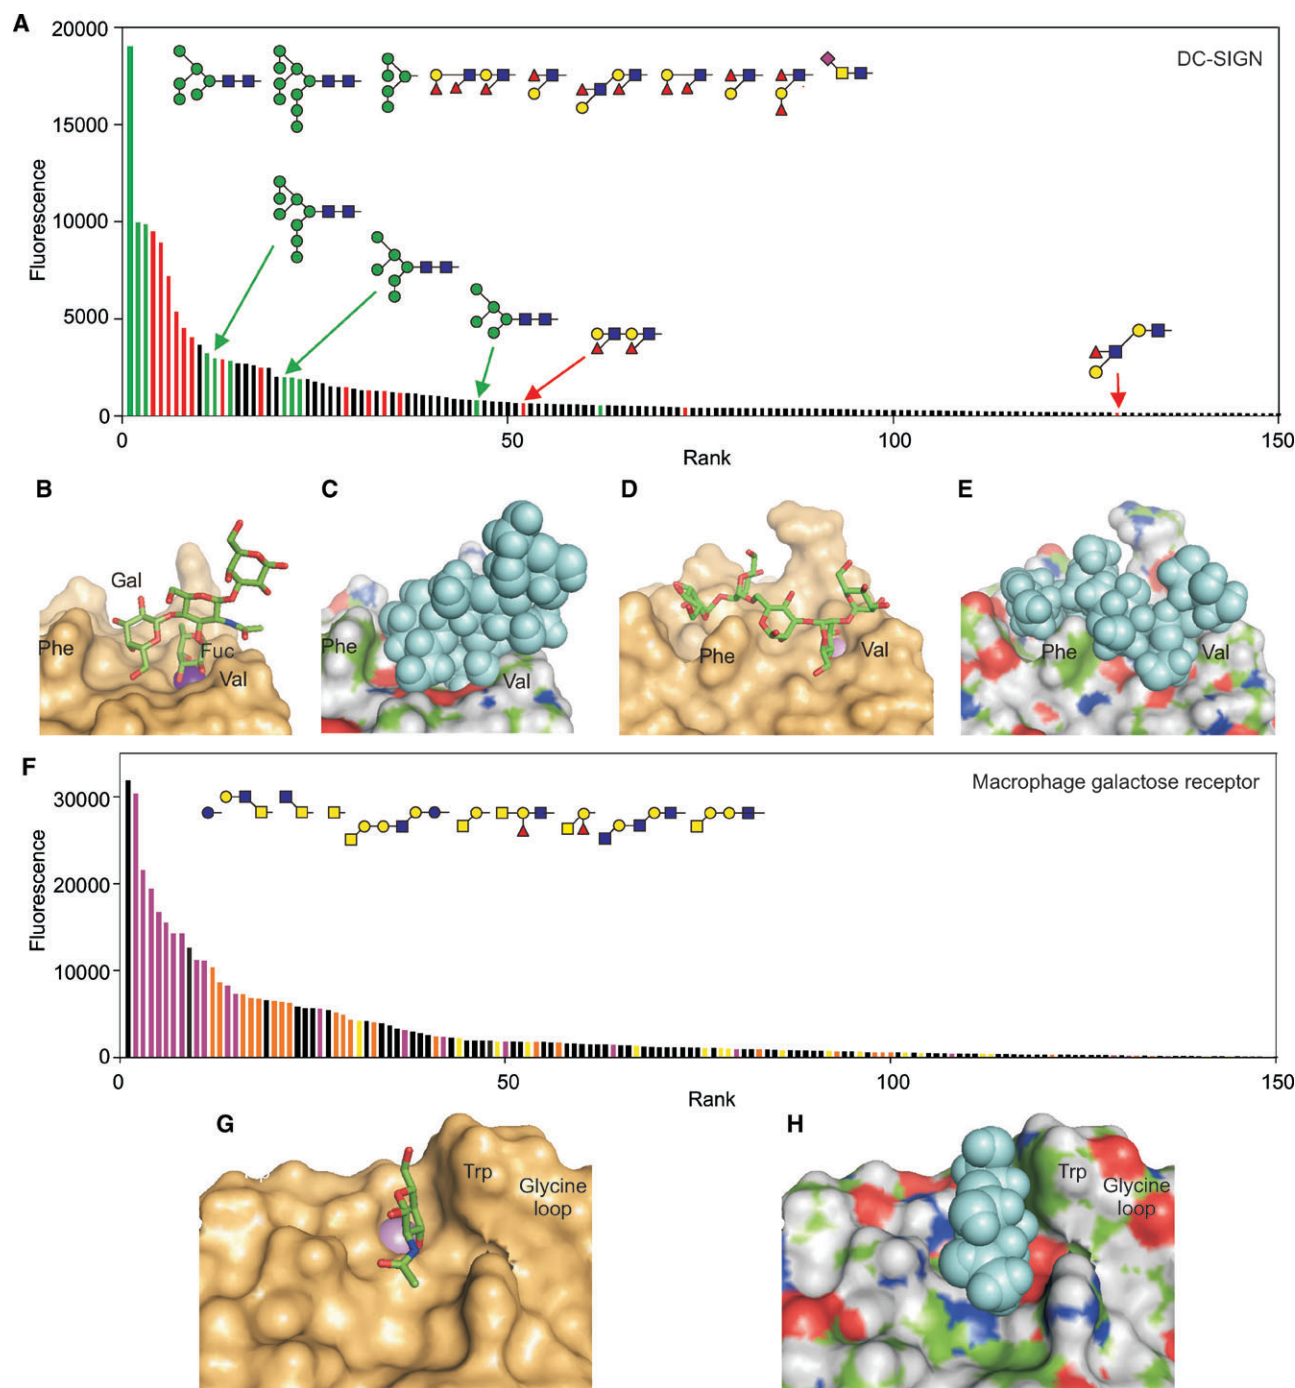 A
DC-SIGN
20000
15000
10000
5000
0
Fluorescence
0 50 100 150
Rank
B
Gal
Phe
Fuc
Val
C
Phe
Val
D
Phe
Val
E
Phe
Val
F
Macrophage galactose receptor
30000
20000
10000
0
Fluorescence
0 50 100 150
Rank
G
Trp
Glycine
loop
H
Trp
Glycine
loop